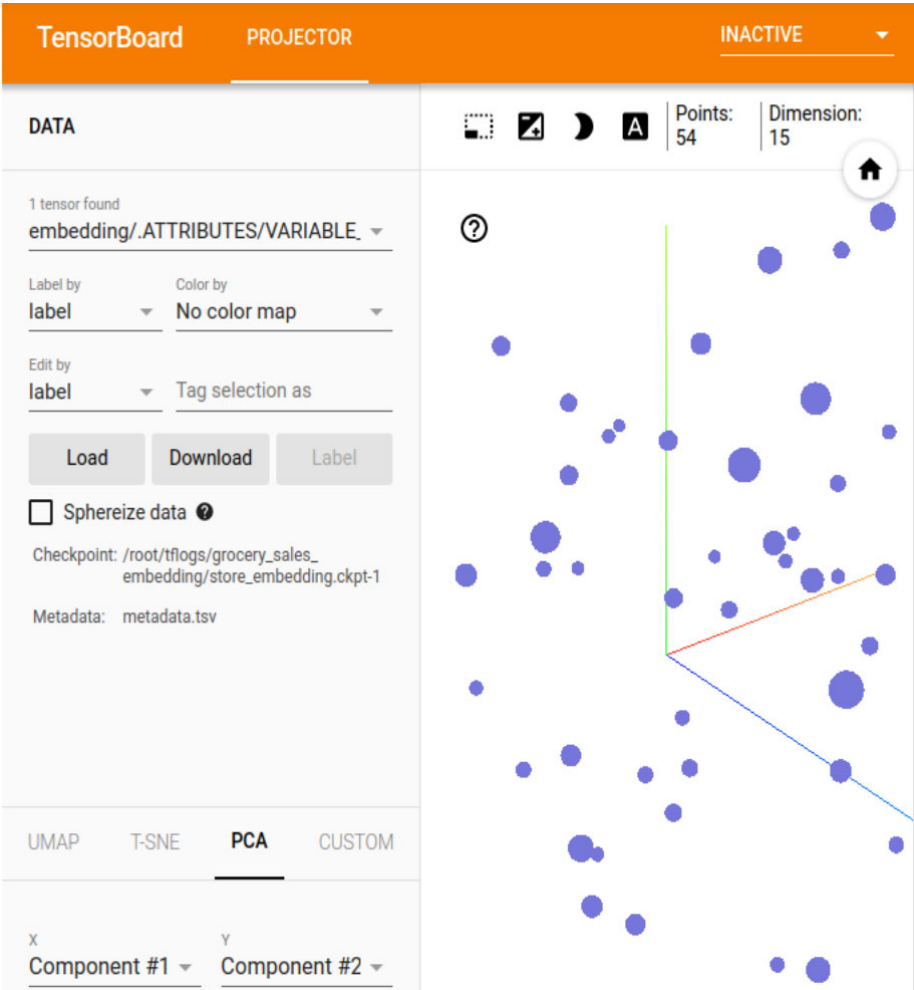 TensorBoard PROJECTOR INACTIVE
DATA
Points: 54
Dimension: 15
1 tensor found
embedding/.ATTRIBUTES/VARIABLE_
Label by Color by
label No color map
Edit by
label Tag selection as
Load Download Label
Sphereize data
Checkpoint: /root/tflogs/grocery_sales_
embedding/store_embedding.ckpt-1
Metadata: metadata.tsv
UMAP T-SNE PCA CUSTOM
X Y
Component #1 Component #2